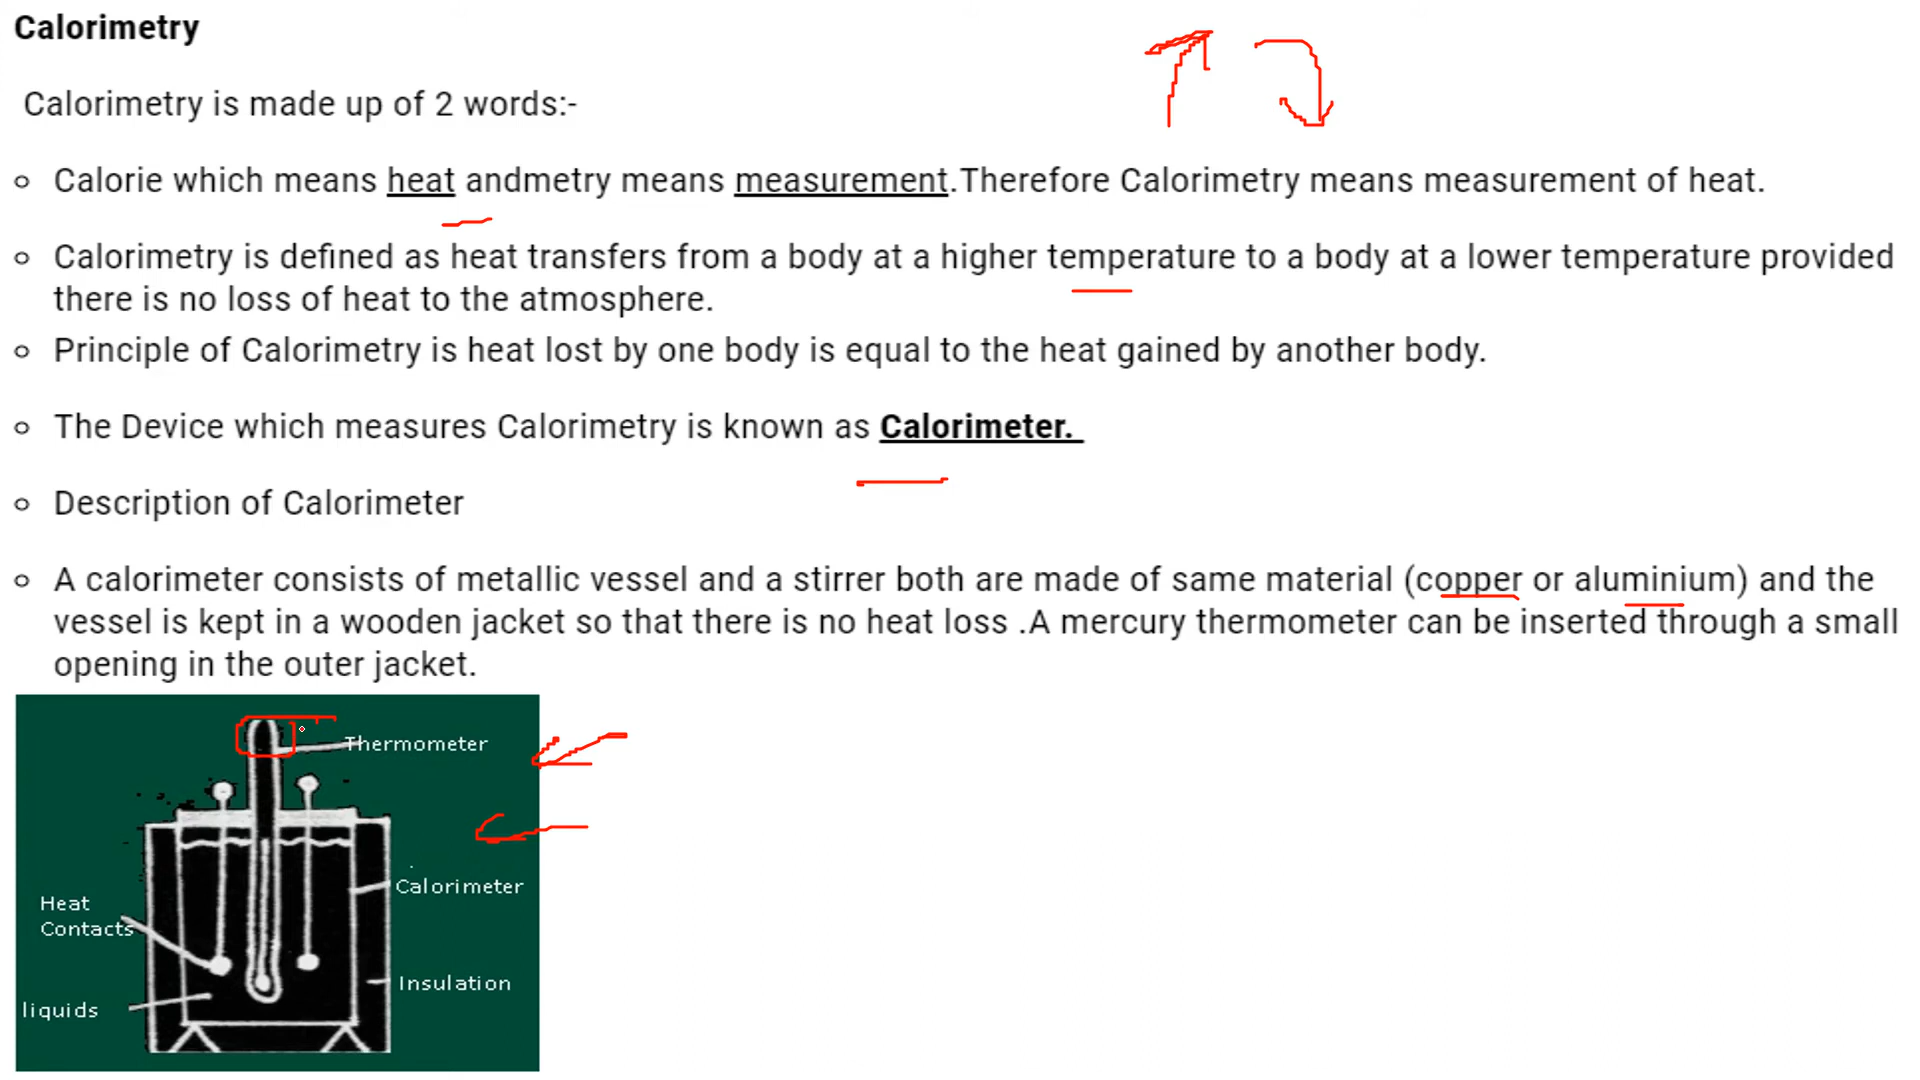 Calorimetry
Calorimetry is made up of 2 words:-
Calorie which means heat andmetry means measurement.Therefore Calorimetry means measurement of heat.
Calorimetry is defined as heat transfers from a body at a higher temperature to a body at a lower temperature provided
there is no loss of heat to the atmosphere.
Principle of Calorimetry is heat lost by one body is equal to the heat gained by another body.
The Device which measures Calorimetry is known as Calorimeter.
Description of Calorimeter
A calorimeter consists of metallic vessel and a stirrer both are made of same material (copper or aluminium) and the
vessel is kept in a wooden jacket so that there is no heat loss .A mercury thermometer can be inserted through a small
opening in the outer jacket.
Thermometer
Calorimeter
Heat
Contacts
Insulation
liquids